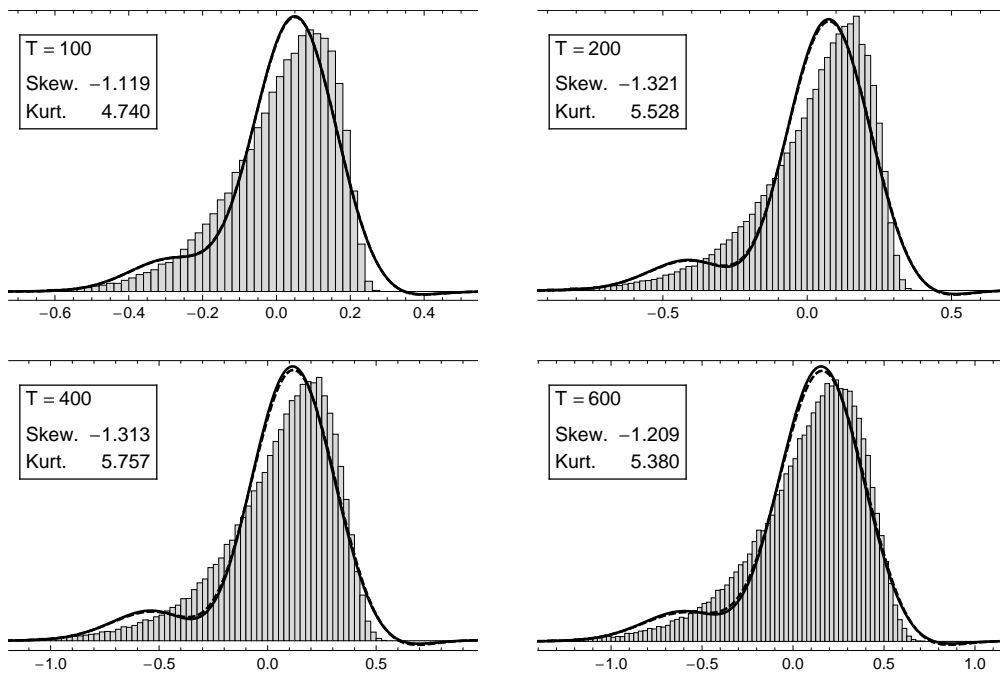 T = 100
Skew. −1.119
Kurt. 4.740
−0.6 −0.4 −0.2 0.0 0.2 0.4
T = 200
Skew. −1.321
Kurt. 5.528
−0.5 0.0 0.5
T = 400
Skew. −1.313
Kurt. 5.757
−1.0 −0.5 0.0 0.5
T = 600
Skew. −1.209
Kurt. 5.380
−1.0 −0.5 0.0 0.5 1.0